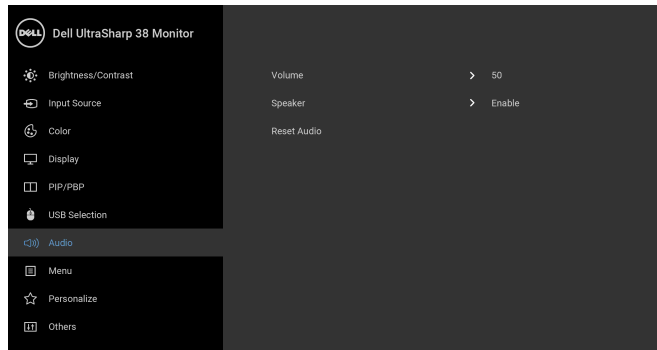 DELL Dell UltraSharp 38 Monitor
Brightness/Contrast
Volume 50
Input Source
Speaker Enable
Color
Reset Audio
Display
PIP/PBP
USB Selection
Audio
Menu
Personalize
Others